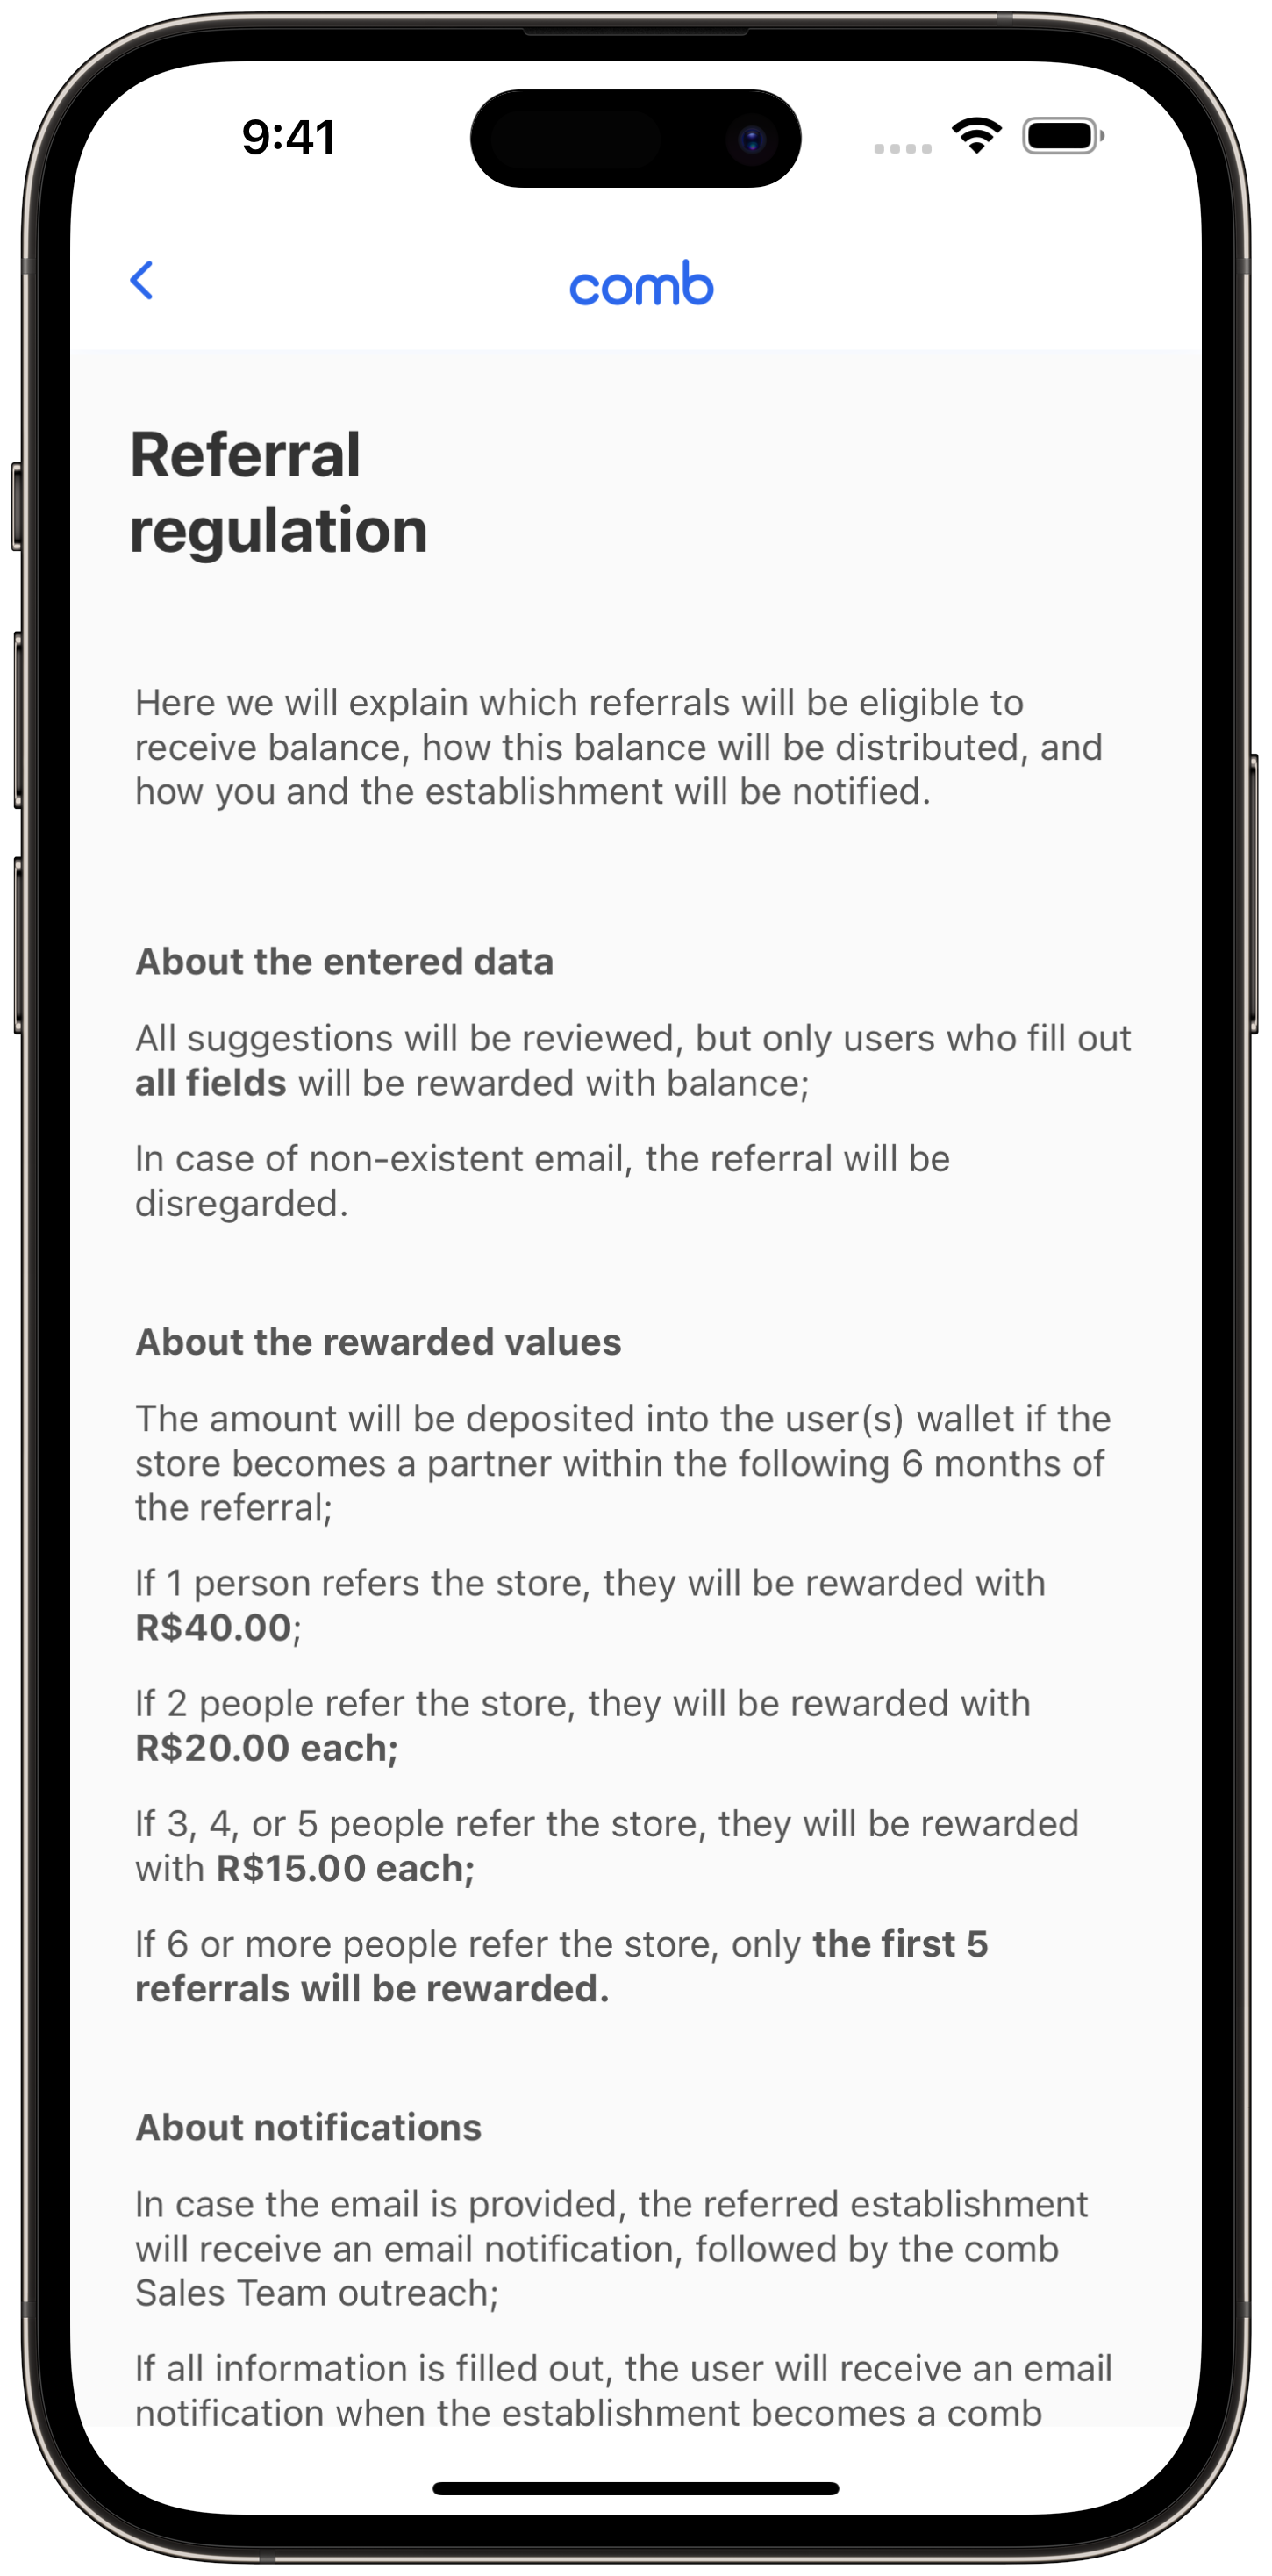 9:41
comb
Referral
regulation
Here we will explain which referrals will be eligible to
receive balance, how this balance will be distributed, and
how you and the establishment will be notified.
About the entered data
All suggestions will be reviewed, but only users who fill out
all fields will be rewarded with balance;
In case of non-existent email, the referral will be
disregarded.
About the rewarded values
The amount will be deposited into the user(s) wallet if the
store becomes a partner within the following 6 months of
the referral;
If 1 person refers the store, they will be rewarded with
R$40.00;
If 2 people refer the store, they will be rewarded with
R$20.00 each;
If 3, 4, or 5 people refer the store, they will be rewarded
with R$15.00 each;
If 6 or more people refer the store, only the first 5
referrals will be rewarded.
About notifications
In case the email is provided, the referred establishment
will receive an email notification, followed by the comb
Sales Team outreach;
If all information is filled out, the user will receive an email
notification when the establishment becomes a comb